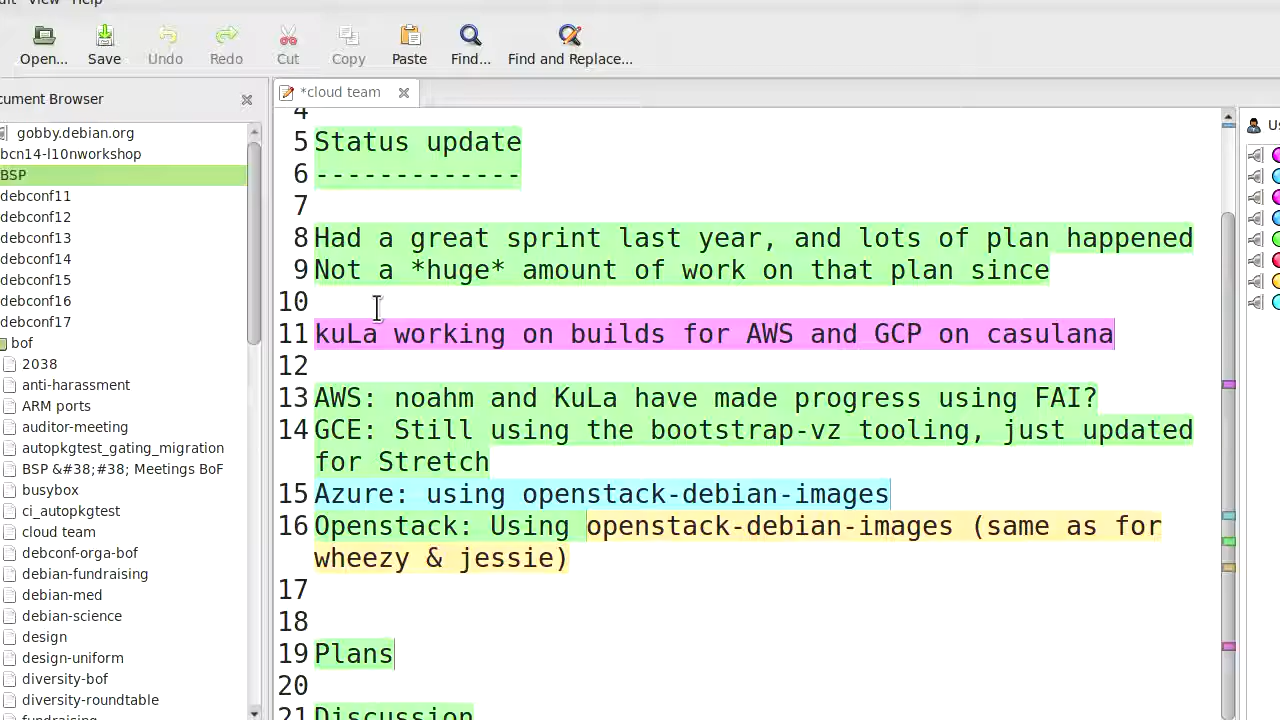 View Help
Open... Save Undo Redo Cut Copy Paste Find... Find and Replace...
Document Browser
*cloud team
gobby.debian.org
bcn14-l10nworkshop
BSP
debconf11
debconf12
debconf13
debconf14
debconf15
debconf16
debconf17
bof
2038
anti-harassment
ARM ports
auditor-meeting
autopkgtest_gating_migration
BSP &#38;#38; Meetings BoF
busybox
ci_autopkgtest
cloud team
debconf-orga-bof
debian-fundraising
debian-med
debian-science
design
design-uniform
diversity-bof
diversity-roundtable
fundraising
4
5 Status update
6 -------------
7
8 Had a great sprint last year, and lots of plan happened
9 Not a *huge* amount of work on that plan since
10
11 kuLa working on builds for AWS and GCP on casulana
12
13 AWS: noahm and KuLa have made progress using FAI?
14 GCE: Still using the bootstrap-vz tooling, just updated
for Stretch
15 Azure: using openstack-debian-images
16 Openstack: Using openstack-debian-images (same as for
wheezy & jessie)
17
18
19 Plans
20
21 Discussion